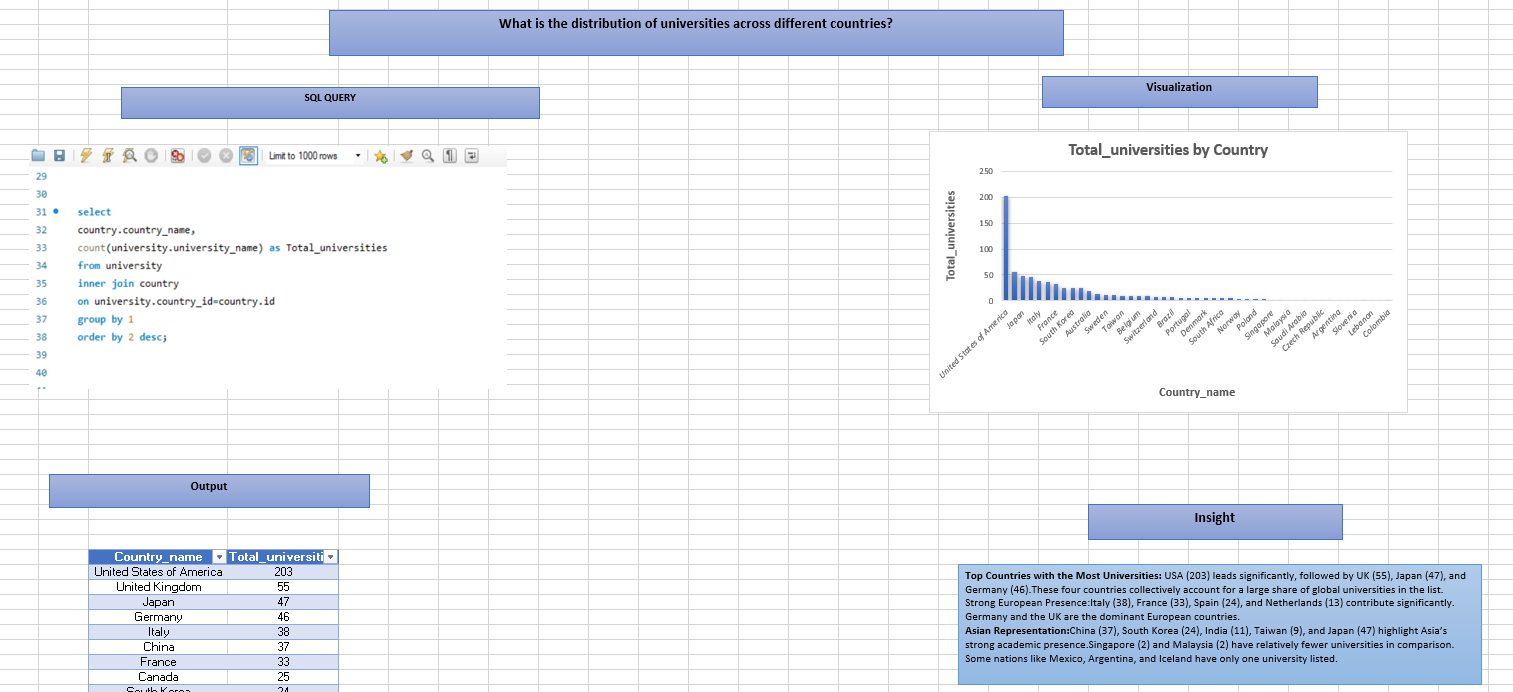 What is the distribution of universities across different countries?
SQL QUERY
Visualization
Limit to 1000 rows
29
30
31 select
32 country.country_name,
33 count(university.university_name) as Total_universities
34 from university
35 inner join country
36 on university.country_id=country.id
37 group by 1
38 order by 2 desc;
39
40
Total_universities by Country
Total_universities
250
200
150
100
50
0
United States of America
Japan
Italy
France
South Korea
Australia
Sweden
Taiwan
Belgium
Switzerland
Brazil
Portugal
Denmark
South Africa
Norway
Poland
Singapore
Malaysia
Saudi Arabia
Czech Republic
Argentina
Slovenia
Lebanon
Colombia
Country_name
Output
Country_name Total_universiti
United States of America 203
United Kingdom 55
Japan 47
Germany 46
Italy 38
China 37
France 33
Canada 25
South Korea 24
Insight
Top Countries with the Most Universities: USA (203) leads significantly, followed by UK (55), Japan (47), and
Germany (46).These four countries collectively account for a large share of global universities in the list.
Strong European Presence:Italy (38), France (33), Spain (24), and Netherlands (13) contribute significantly.
Germany and the UK are the dominant European countries.
Asian Representation:China (37), South Korea (24), India (11), Taiwan (9), and Japan (47) highlight Asia's
strong academic presence.Singapore (2) and Malaysia (2) have relatively fewer universities in comparison.
Some nations like Mexico, Argentina, and Iceland have only one university listed.